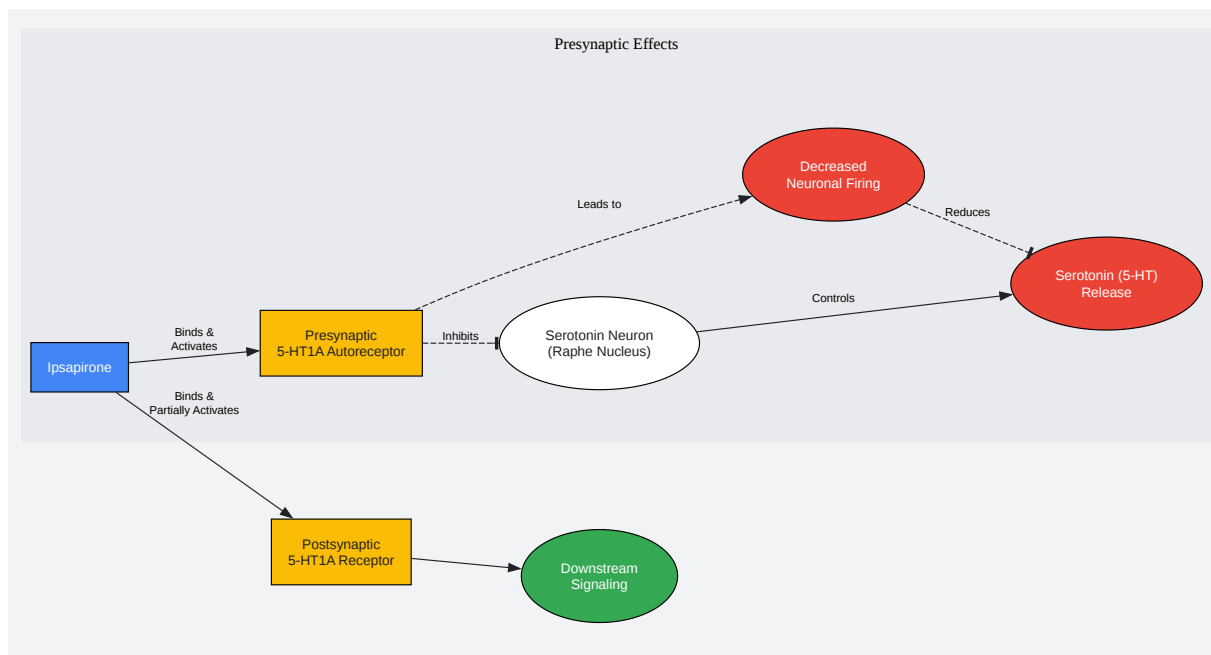 Presynaptic Effects
Decreased
Neuronal Firing
Leads to
Reduces
Serotonin (5-HT)
Release
Controls
Binds &
Activates
Presynaptic
5-HT1A Autoreceptor
Inhibits
Serotonin Neuron
(Raphe Nucleus)
Ipsapirone
Binds &
Partially Activates
Postsynaptic
5-HT1A Receptor
Downstream
Signaling